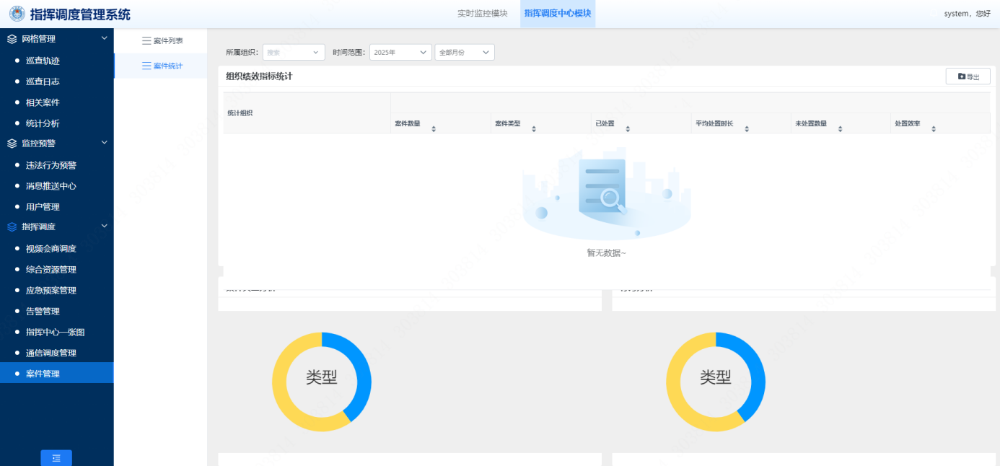 指挥调度管理系统
实时监控模块
指挥调度中心模块
system，您好
网格管理
巡查轨迹
巡查日志
相关案件
统计分析
监控预警
违法行为预警
消息推送中心
用户管理
指挥调度
视频会商调度
综合资源管理
应急预案管理
告警管理
指挥中心一张图
通信调度管理
案件管理
案件列表
案件统计
所属组织： 搜索 时间范围： 2025年 全部月份
组织绩效指标统计
导出
统计组织
案件数量 案件类型 已处置 平均处置时长 未处置数量 处置效率
暂无数据~
类型
类型
303814